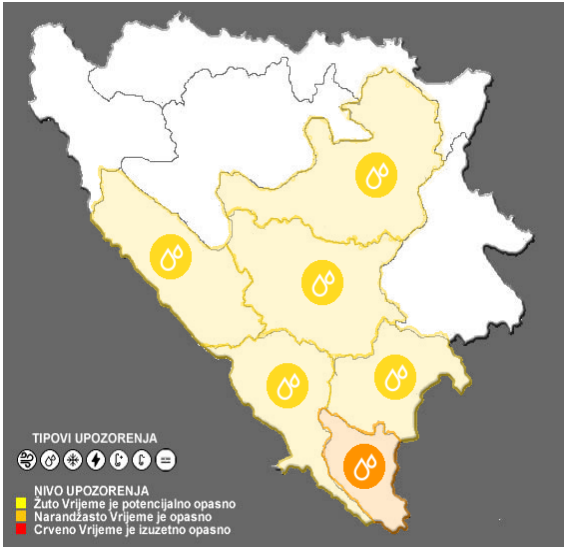 TIPOVI UPOZORENJA
NIVO UPOZORENJA
Žuto Vrijeme je potencijalno opasno
Narandžasto Vrijeme je opasno
Crveno Vrijeme je izuzetno opasno